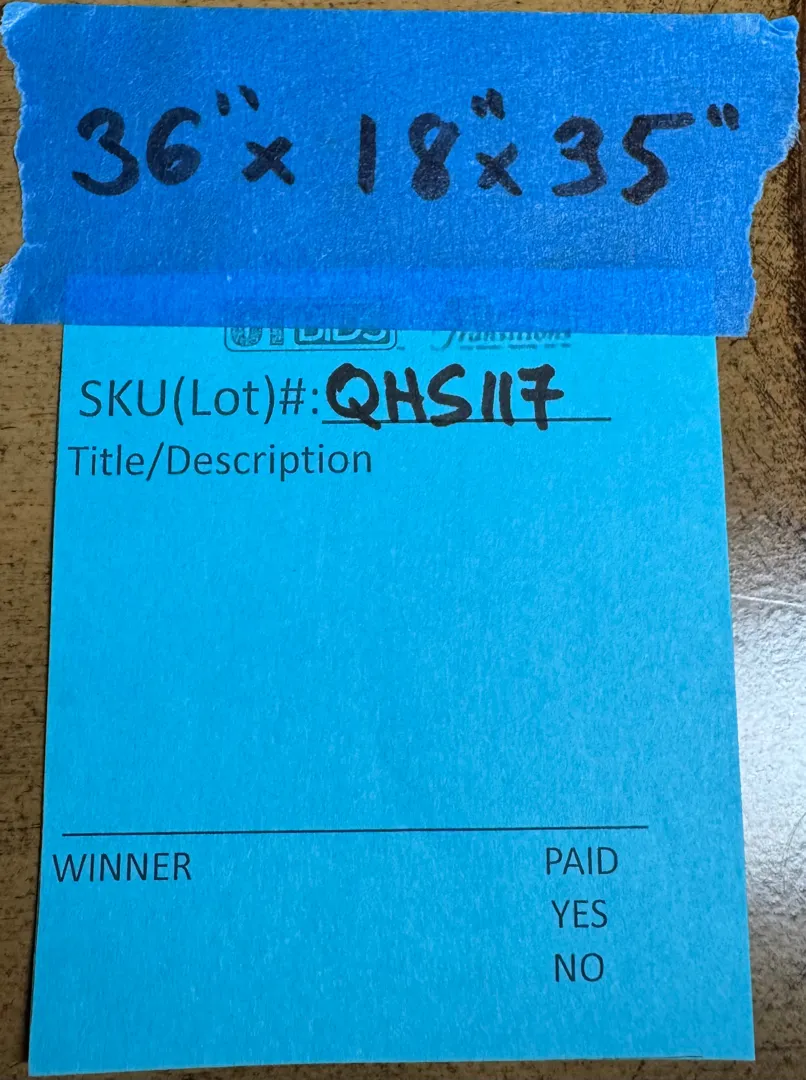 36" x 18" x 35"
SKU(Lot)#: QHS117
Title/Description
WINNER PAID
YES
NO